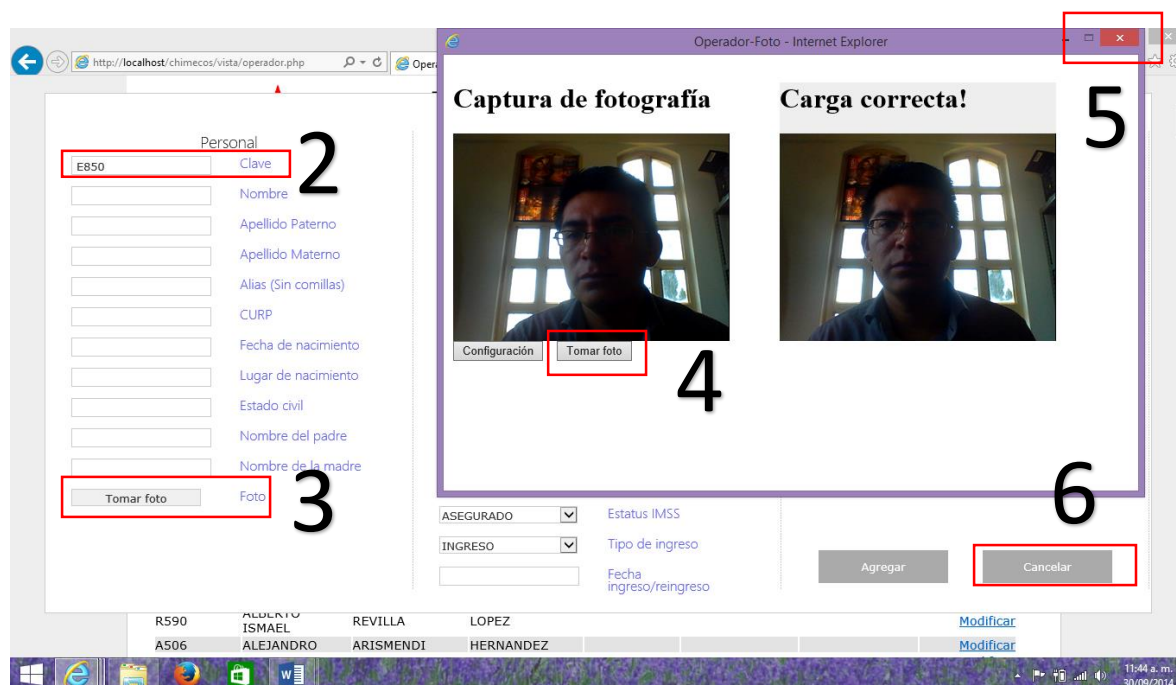 Operador-Foto - Internet Explorer
http://localhost/chimecos/vista/operador.php
Opera
5
Captura de fotografía
Carga correcta!
Personal
2
E850 Clave
Nombre
Apellido Paterno
Apellido Materno
Alias (Sin comillas)
CURP
Fecha de nacimiento
Lugar de nacimiento
Estado civil
Nombre del padre
Nombre de la madre
Tomar foto Foto
3
Configuración Tomar foto
4
6
ASEGURADO Estatus IMSS
INGRESO Tipo de ingreso
Fecha
ingreso/reingreso
Agregar Cancelar
R590 ALBERTO ISMAEL REVILLA LOPEZ Modificar
A506 ALEJANDRO ARISMENDI HERNANDEZ Modificar
11:44 a. m.
30/09/2014